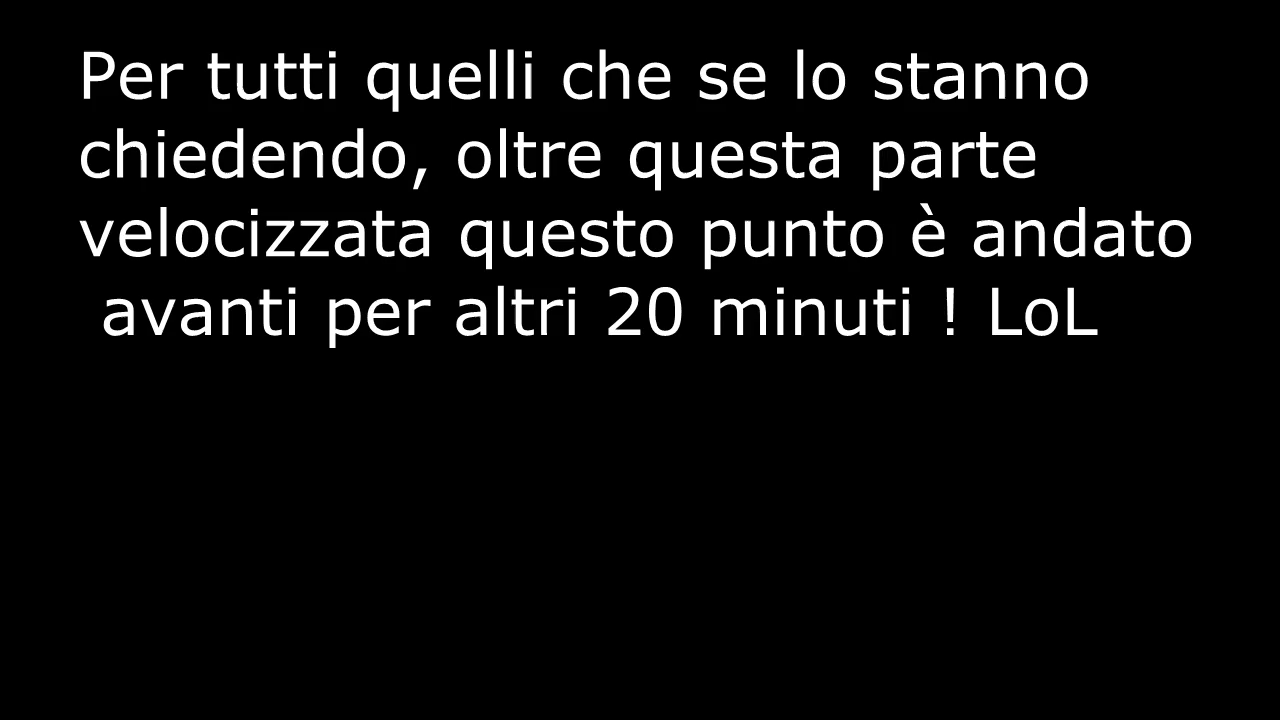 Per tutti quelli che se lo stanno
chiedendo, oltre questa parte
velocizzata questo punto è andato
avanti per altri 20 minuti ! LoL